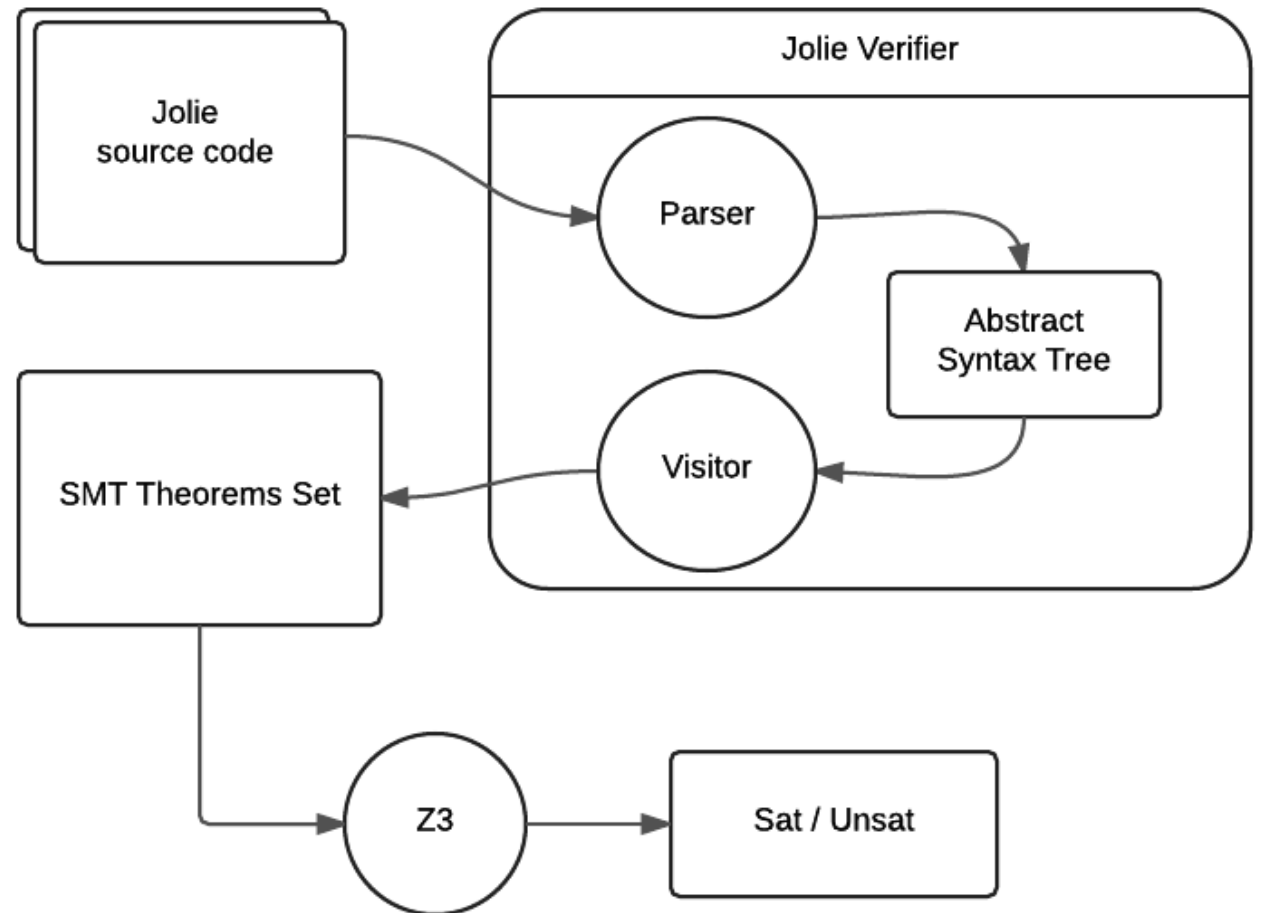 Jolie Verifier
Jolie
source code
Parser
Abstract
Syntax Tree
Visitor
SMT Theorems Set
Z3
Sat / Unsat